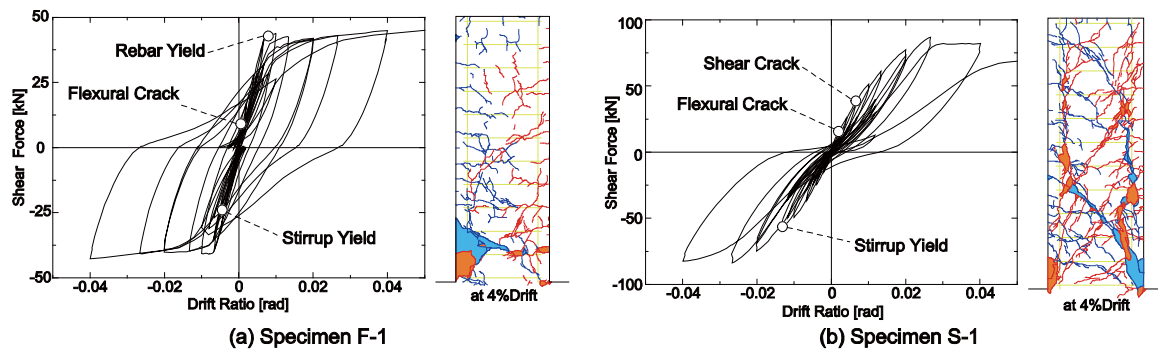 50
25
0
-25
50
Shear Force [kN]
Rebar Yield
Flexural Crack
Stirrup Yield
-0.04
-0.02
0
0.02
0.04
Drift Ratio [rad]
at 4%Drift
(a) Specimen F-1
100
50
0
-50
-100
Shear Force [kN]
Shear Crack
Flexural Crack
Stirrup Yield
-0.04
-0.02
0
0.02
0.04
Drift Ratio [rad]
at 4%Drift
(b) Specimen S-1